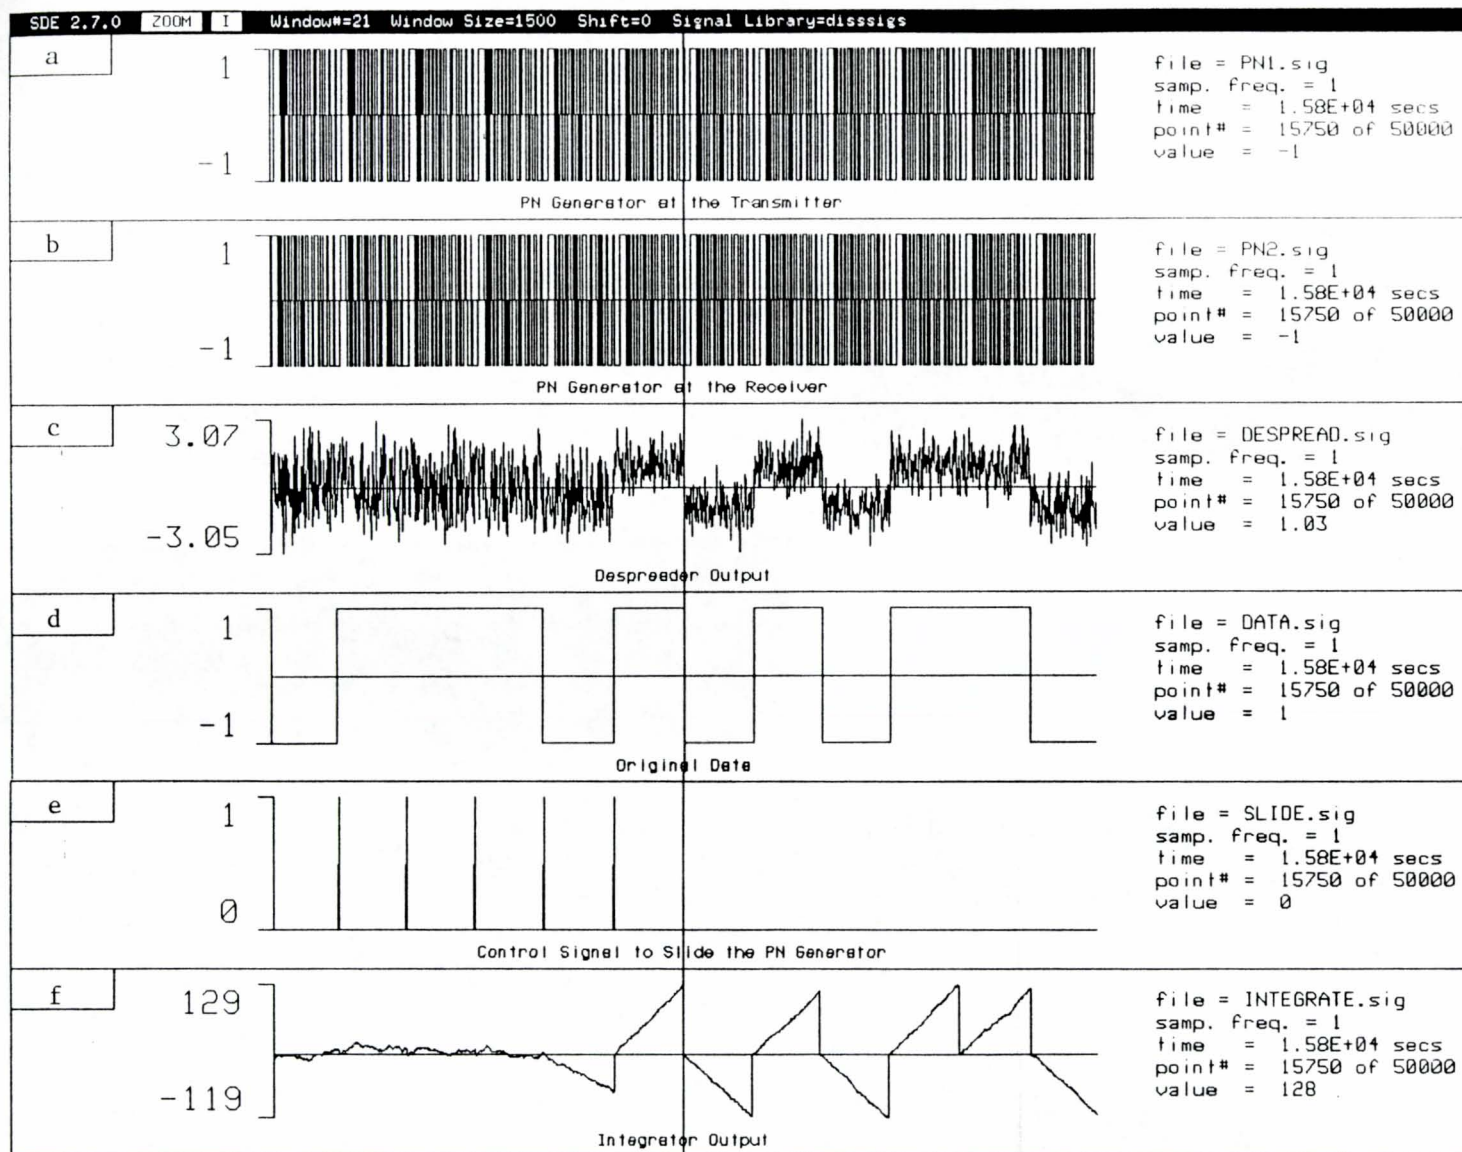 SDE 2.7.0 ZOOM I Window#=21 Window Size=1500 Shift=0 Signal Library=disssigs
a
1
-1
PN Generator at the Transmitter
file = PN1.sig
samp. freq. = 1
time = 1.58E+04 secs
point# = 15750 of 50000
value = -1
b
1
-1
PN Generator at the Receiver
file = PN2.sig
samp. freq. = 1
time = 1.58E+04 secs
point# = 15750 of 50000
value = -1
c
3.07
-3.05
Despreader Output
file = DESPREAD.sig
samp. freq. = 1
time = 1.58E+04 secs
point# = 15750 of 50000
value = 1.03
d
1
-1
Original Data
file = DATA.sig
samp. freq. = 1
time = 1.58E+04 secs
point# = 15750 of 50000
value = 1
e
1
0
Control Signal to Slide the PN Generator
file = SLIDE.sig
samp. freq. = 1
time = 1.58E+04 secs
point# = 15750 of 50000
value = 0
f
129
-119
Integrator Output
file = INTEGRATE.sig
samp. freq. = 1
time = 1.58E+04 secs
point# = 15750 of 50000
value = 128